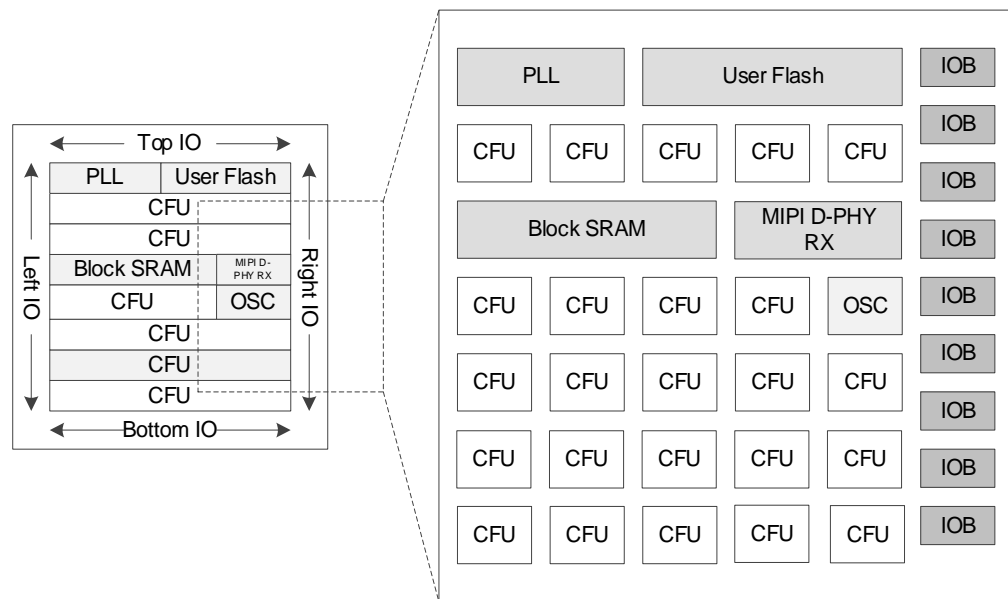 Top IO
PLL User Flash
CFU
CFU
Block SRAM MIPI D-
PHY RX
CFU OSC
CFU
CFU
CFU
Bottom IO
Left IO
Right IO
PLL User Flash IOB
IOB
CFU CFU CFU CFU CFU
IOB
Block SRAM MIPI D-PHY
RX
IOB
CFU CFU CFU CFU OSC IOB
IOB
CFU CFU CFU CFU CFU
IOB
CFU CFU CFU CFU CFU IOB
CFU CFU CFU CFU CFU IOB